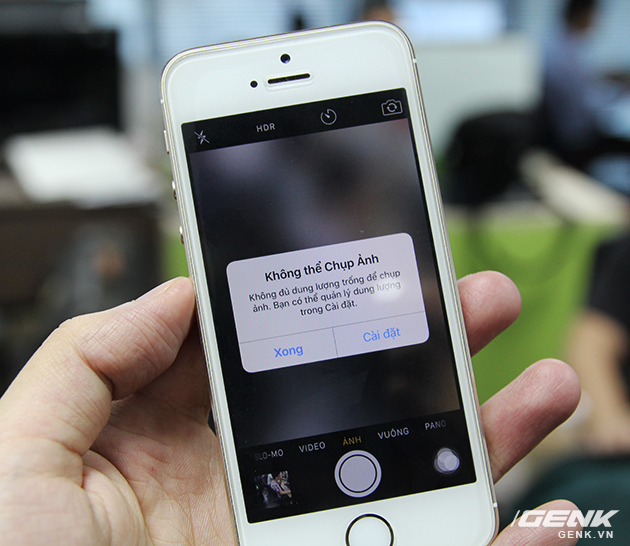 HDR
Không thể Chụp Ảnh
Không đủ dung lượng trống để chụp
ảnh. Bạn có thể quản lý dung lượng
trong Cài đặt.
Xong Cài đặt
VIDEO ẢNH VUÔNG PANO
GENK
GENK.VN